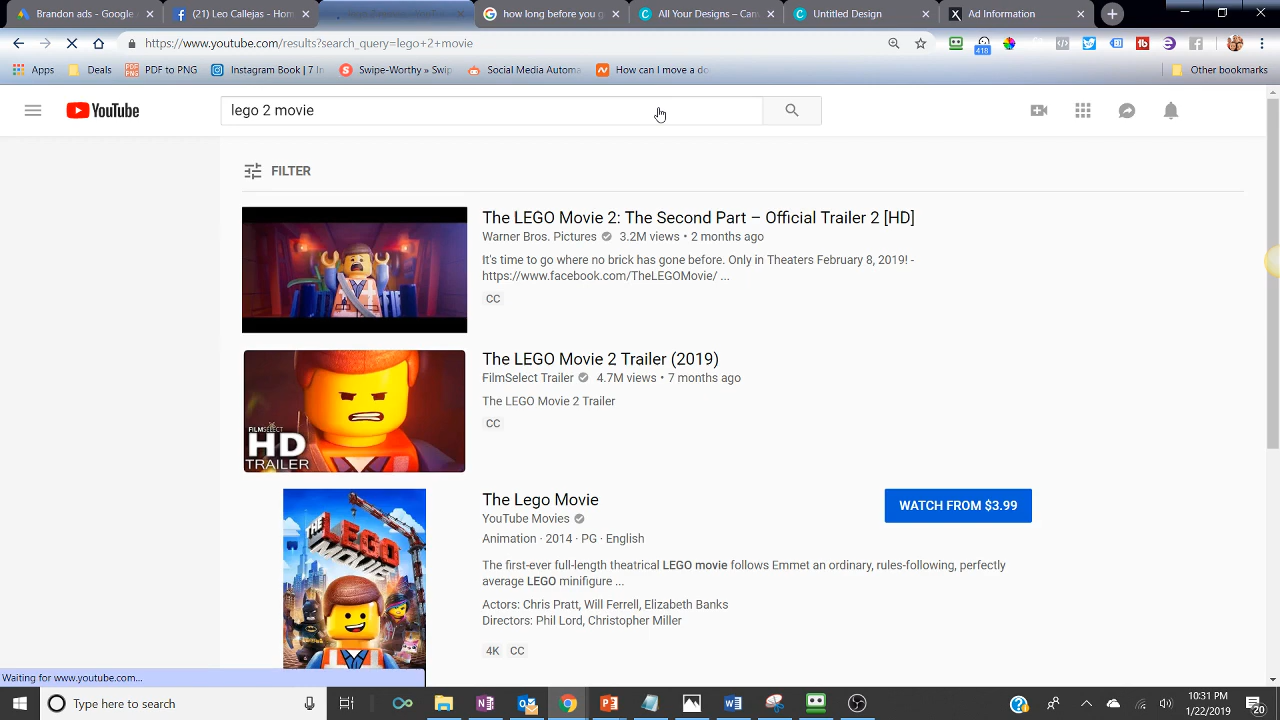 Brandon ads
(21) Leo Callejas - Hom
how long before you g
All Your Designs – Can
Untitled Design
Ad Information
https://www.youtube.com/results?search_query=lego+2+movie
418
Apps
Deals
PDF to PNG
Instagram Book | 7 In
Swipe-Worthy » Swip
Social Media Automa
How can I move a do
Other bookmarks
YouTube
lego 2 movie
FILTER
The LEGO Movie 2: The Second Part – Official Trailer 2 [HD]
Warner Bros. Pictures 3.2M views • 2 months ago
It's time to go where no brick has gone before. Only in Theaters February 8, 2019! -
https://www.facebook.com/TheLEGOMovie/ ...
CC
The LEGO Movie 2 Trailer (2019)
FilmSelect Trailer 4.7M views • 7 months ago
The LEGO Movie 2 Trailer
CC
FILMSELECT
HD
TRAILER
The Lego Movie
YouTube Movies
Animation · 2014 · PG · English
WATCH FROM $3.99
The first-ever full-length theatrical LEGO movie follows Emmet an ordinary, rules-following, perfectly
average LEGO minifigure ...
Actors: Chris Pratt, Will Ferrell, Elizabeth Banks
Directors: Phil Lord, Christopher Miller
4K CC
THE LEGO MOVIE
Waiting for www.youtube.com...
Type here to search
10:31 PM
1/22/2019
20